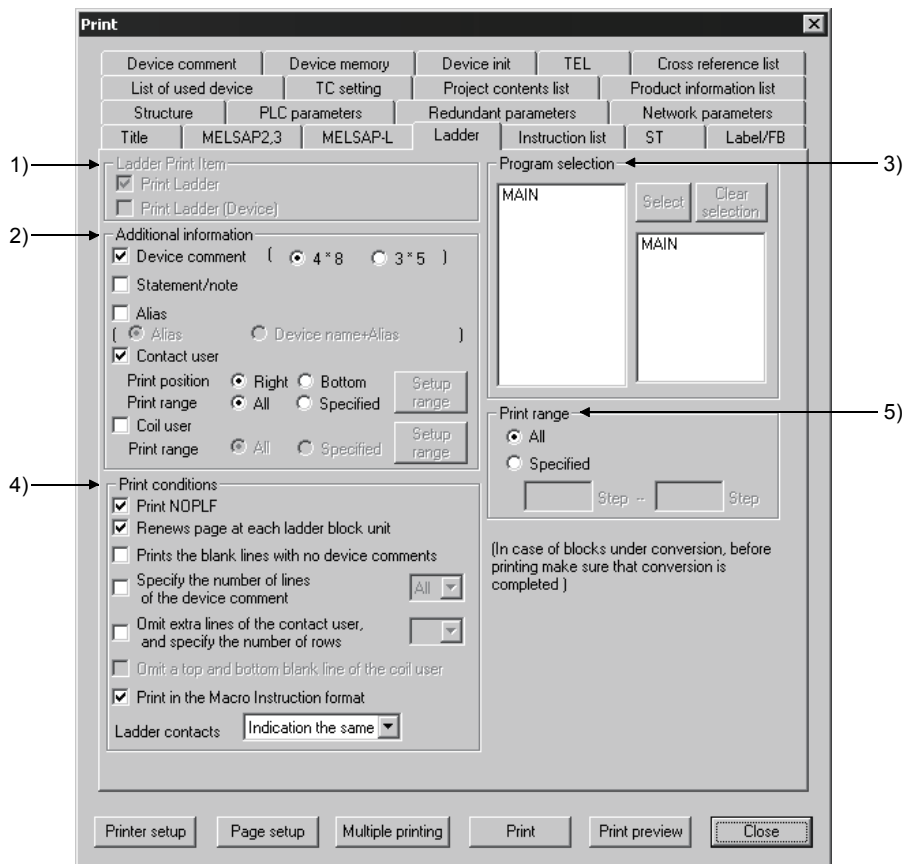 Print
Device comment Device memory Device init TEL Cross reference list
List of used device TC setting Project contents list Product information list
Structure PLC parameters Redundant parameters Network parameters
Title MELSAP2,3 MELSAP-L Ladder Instruction list ST Label/FB
1) Ladder Print Item
Print Ladder
Print Ladder (Device)
2) Additional information
Device comment ( 4*8 3*5 )
Statement/note
Alias
( Alias Device name+Alias )
Contact user
Print position Right Bottom
Print range All Specified
Setup
range
Coil user
Print range All Specified
Setup
range
4) Print conditions
Print NOPLF
Renews page at each ladder block unit
Prints the blank lines with no device comments
Specify the number of lines
of the device comment All
Omit extra lines of the contact user,
and specify the number of rows
Omit a top and bottom blank line of the coil user
Print in the Macro Instruction format
Ladder contacts Indication the same
Program selection 3)
MAIN
Select
Clear
selection
MAIN
Print range 5)
All
Specified
Step -- Step
(In case of blocks under conversion, before
printing make sure that conversion is
completed )
Printer setup Page setup Multiple printing Print Print preview Close